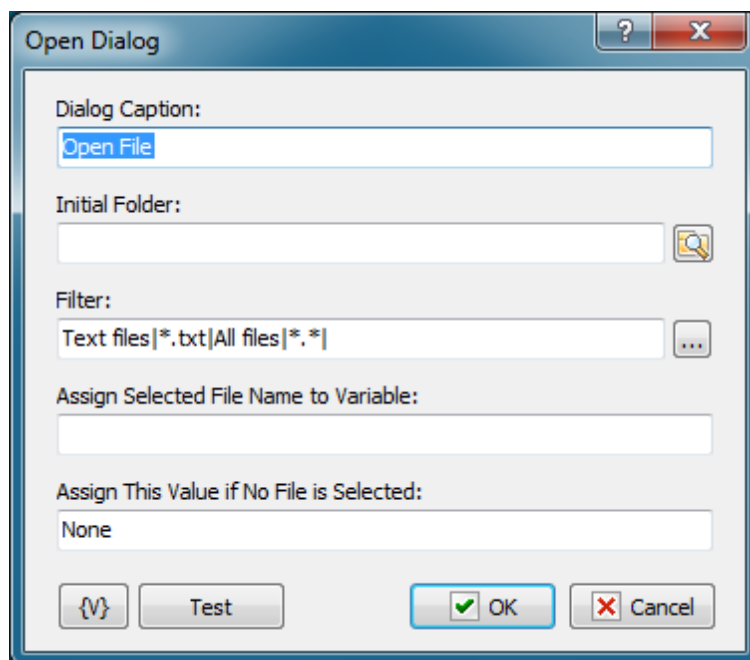 Open Dialog
?
Dialog Caption:
Open File
Initial Folder:
Filter:
Text files|*.txt|All files|*.*|
...
Assign Selected File Name to Variable:
Assign This Value if No File is Selected:
None
{V} Test OK Cancel